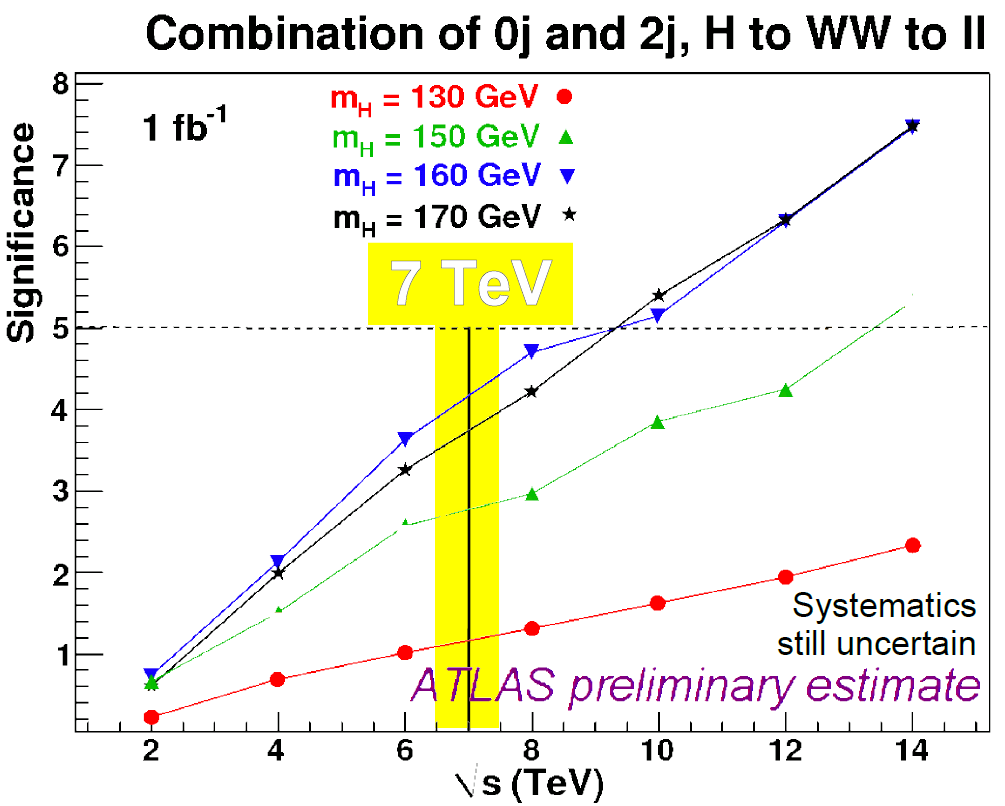 Combination of 0j and 2j, H to WW to ll
8
7
6
5
4
3
2
1
Significance
1 fb-1
mH = 130 GeV
mH = 150 GeV
mH = 160 GeV
mH = 170 GeV
7 TeV
Systematics
still uncertain
ATLAS preliminary estimate
2 4 6 8 10 12 14
√s (TeV)